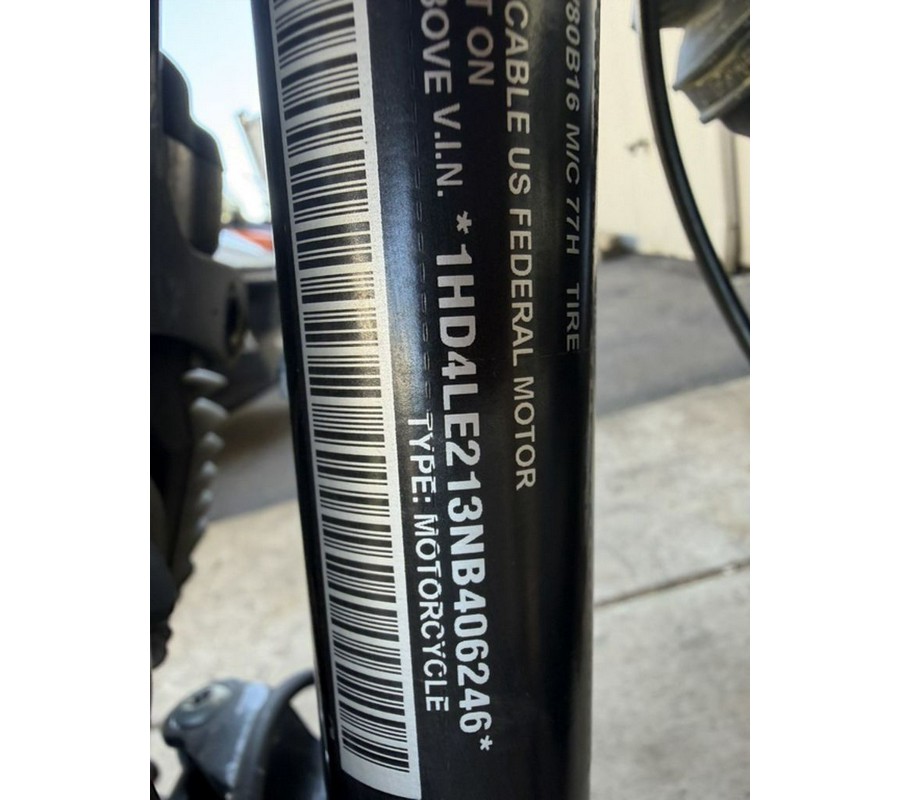 /80B16 M/C 77H TIRE
CABLE US FEDERAL MOTOR
T ON
BOVE V.I.N. *1HD4LE213NB406246*
TYPE: MOTORCYCLE